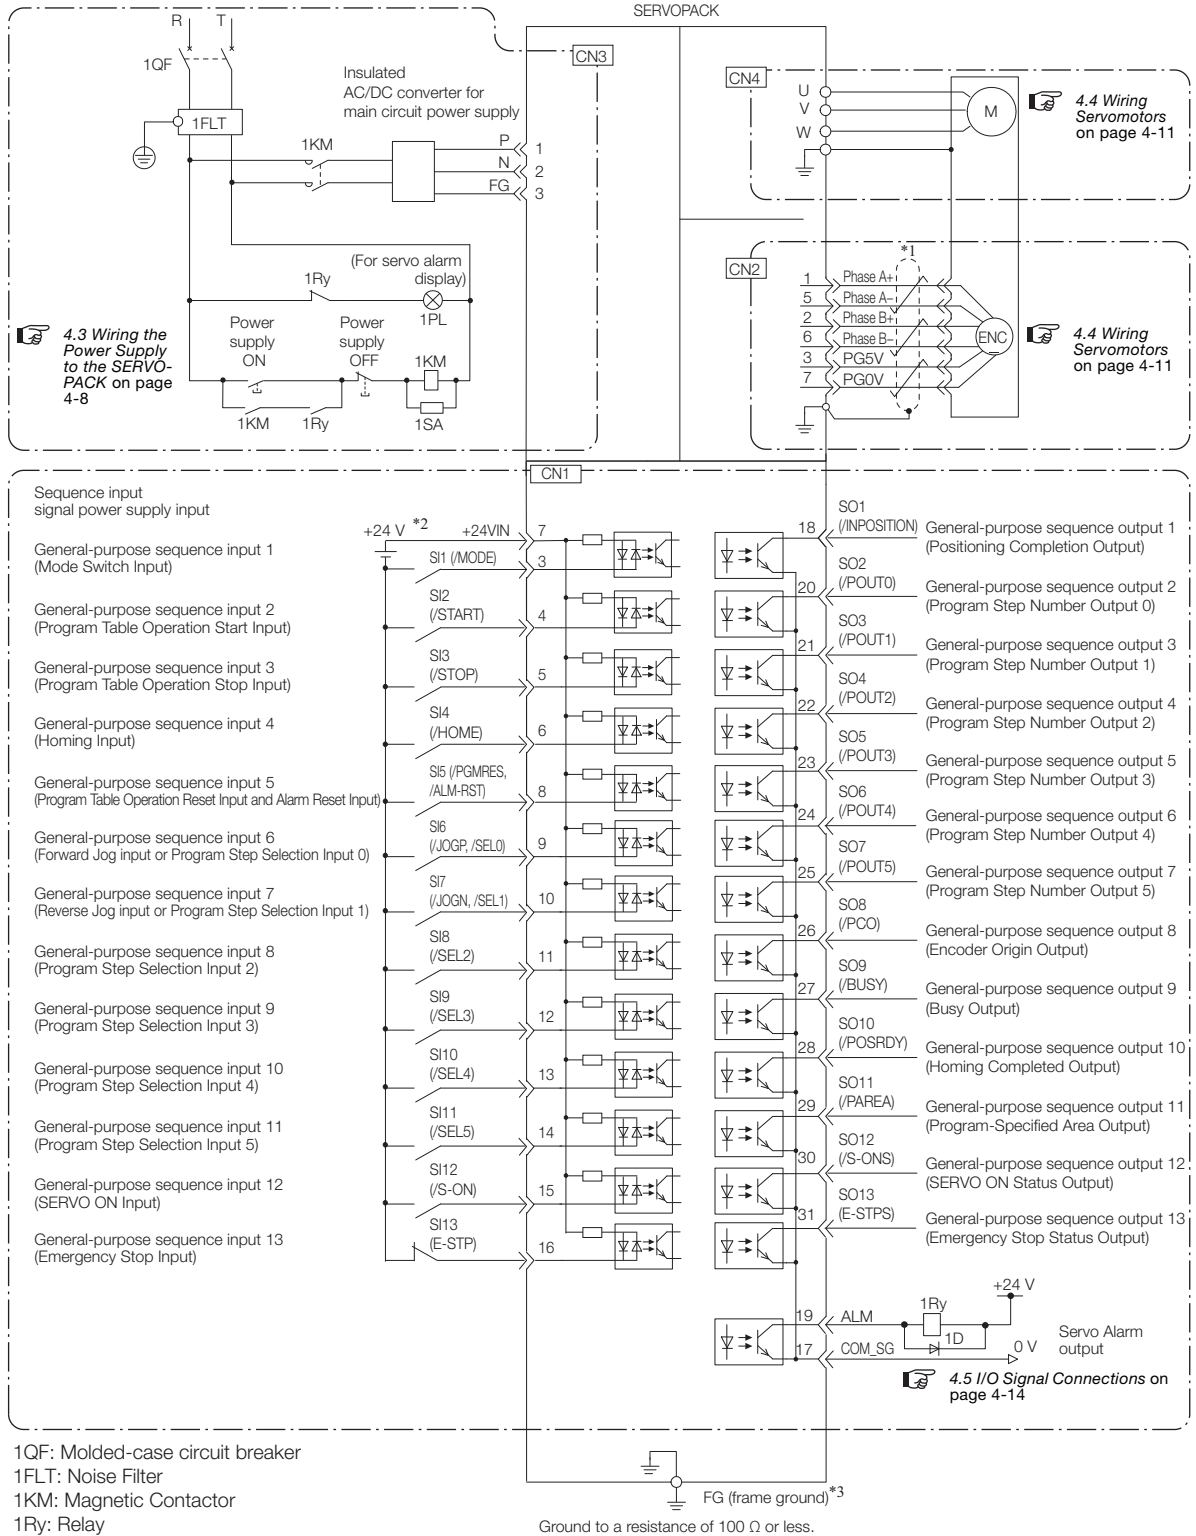 SERVOPACK
R
T
1QF
1FLT
Insulated
AC/DC converter for
main circuit power supply
CN3
1KM
P
1
N
2
FG
3
(For servo alarm
display)
1Ry
1PL
4.3 Wiring the
Power Supply
to the SERVO-
PACK on page
4-8
Power
supply
ON
Power
supply
OFF
1KM
1KM
1Ry
1SA
CN4
U
V
W
M
4.4 Wiring
Servomotors
on page 4-11
CN2
*1
1
Phase A+
5
Phase A–
2
Phase B+
6
Phase B–
3
PG5V
7
PG0V
ENC
4.4 Wiring
Servomotors
on page 4-11
CN1
Sequence input
signal power supply input
+24 V
*2
+24VIN
7
General-purpose sequence input 1
(Mode Switch Input)
SI1 (/MODE)
3
General-purpose sequence input 2
(Program Table Operation Start Input)
SI2
(/START)
4
General-purpose sequence input 3
(Program Table Operation Stop Input)
SI3
(/STOP)
5
General-purpose sequence input 4
(Homing Input)
SI4
(/HOME)
6
General-purpose sequence input 5
(Program Table Operation Reset Input and Alarm Reset Input)
SI5 (/PGMRES,
/ALM-RST)
8
General-purpose sequence input 6
(Forward Jog input or Program Step Selection Input 0)
SI6
(/JOGP, /SEL0)
9
General-purpose sequence input 7
(Reverse Jog input or Program Step Selection Input 1)
SI7
(/JOGN, /SEL1)
10
General-purpose sequence input 8
(Program Step Selection Input 2)
SI8
(/SEL2)
11
General-purpose sequence input 9
(Program Step Selection Input 3)
SI9
(/SEL3)
12
General-purpose sequence input 10
(Program Step Selection Input 4)
SI10
(/SEL4)
13
General-purpose sequence input 11
(Program Step Selection Input 5)
SI11
(/SEL5)
14
General-purpose sequence input 12
(SERVO ON Input)
SI12
(/S-ON)
15
General-purpose sequence input 13
(Emergency Stop Input)
SI13
(E-STP)
16
SO1
(/INPOSITION)
18
General-purpose sequence output 1
(Positioning Completion Output)
SO2
(/POUT0)
20
General-purpose sequence output 2
(Program Step Number Output 0)
SO3
(/POUT1)
21
General-purpose sequence output 3
(Program Step Number Output 1)
SO4
(/POUT2)
22
General-purpose sequence output 4
(Program Step Number Output 2)
SO5
(/POUT3)
23
General-purpose sequence output 5
(Program Step Number Output 3)
SO6
(/POUT4)
24
General-purpose sequence output 6
(Program Step Number Output 4)
SO7
(/POUT5)
25
General-purpose sequence output 7
(Program Step Number Output 5)
SO8
(/PCO)
26
General-purpose sequence output 8
(Encoder Origin Output)
SO9
(/BUSY)
27
General-purpose sequence output 9
(Busy Output)
SO10
(/POSRDY)
28
General-purpose sequence output 10
(Homing Completed Output)
SO11
(/PAREA)
29
General-purpose sequence output 11
(Program-Specified Area Output)
SO12
(/S-ONS)
30
General-purpose sequence output 12
(SERVO ON Status Output)
SO13
(E-STPS)
31
General-purpose sequence output 13
(Emergency Stop Status Output)
+24 V
19
ALM
1Ry
1D
17
COM_SG
0 V
Servo Alarm
output
4.5 I/O Signal Connections on
page 4-14
1QF: Molded-case circuit breaker
1FLT: Noise Filter
1KM: Magnetic Contactor
1Ry: Relay
FG (frame ground)*3
Ground to a resistance of 100 Ω or less.